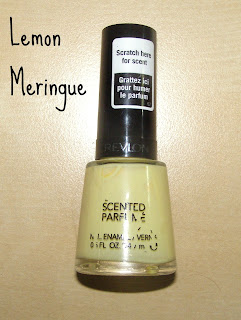 Lemon
Meringue
Scratch here
for scent
Grattez ici
pour humer
le parfum
REVLON
SCENTED
PARFUMÉ